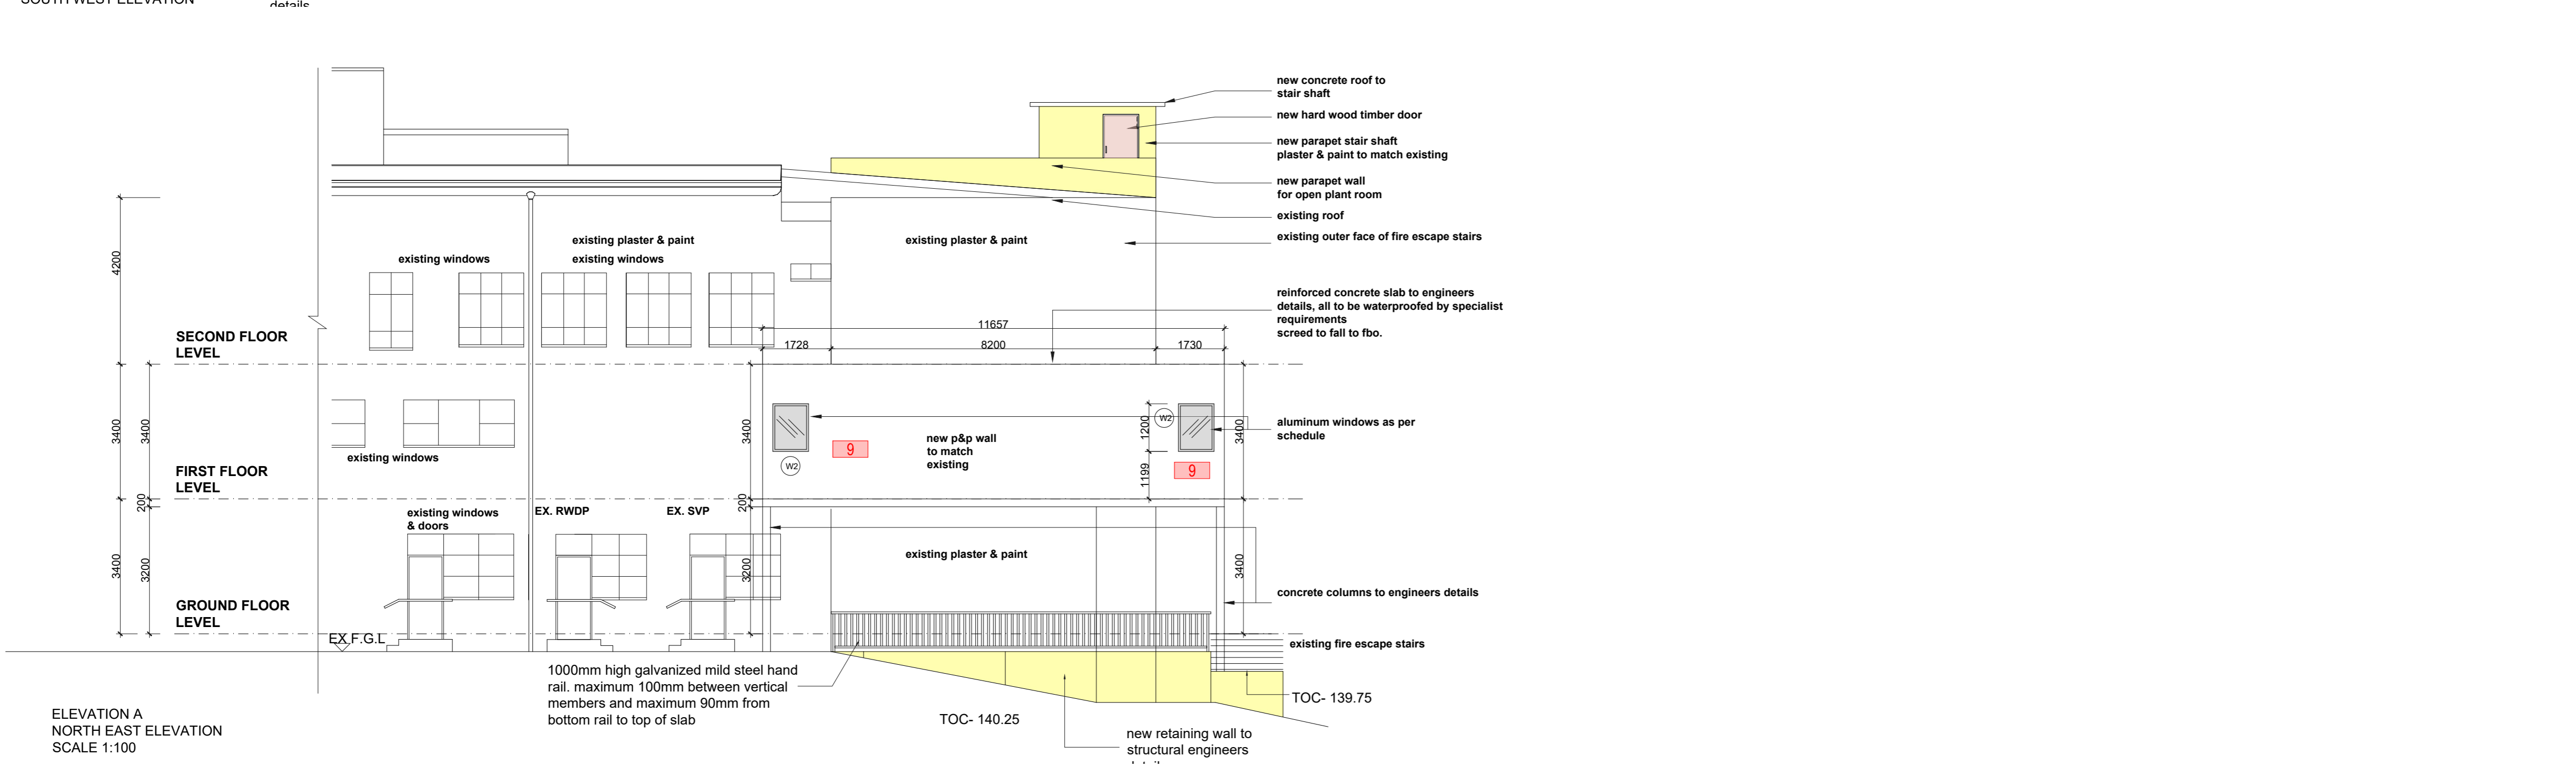 SOUTH WEST ELEVATION
details
new concrete roof to
stair shaft
new hard wood timber door
new parapet stair shaft
plaster & paint to match existing
new parapet wall
for open plant room
existing roof
existing outer face of fire escape stairs
existing plaster & paint
existing plaster & paint
existing windows
existing windows
4200
reinforced concrete slab to engineers
details, all to be waterproofed by specialist
requirements
screed to fall to fbo.
11657
1728
8200
1730
SECOND FLOOR
LEVEL
3400
3400
3400
1200
W2
3400
aluminum windows as per
schedule
new p&p wall
to match
existing
9
W2
9
1199
existing windows
FIRST FLOOR
LEVEL
200
200
existing windows
& doors
EX. RWDP
EX. SVP
existing plaster & paint
3400
3200
3200
3400
concrete columns to engineers details
GROUND FLOOR
LEVEL
EX.F.G.L
existing fire escape stairs
1000mm high galvanized mild steel hand
rail. maximum 100mm between vertical
members and maximum 90mm from
bottom rail to top of slab
TOC- 139.75
TOC- 140.25
new retaining wall to
structural engineers
ELEVATION A
NORTH EAST ELEVATION
SCALE 1:100